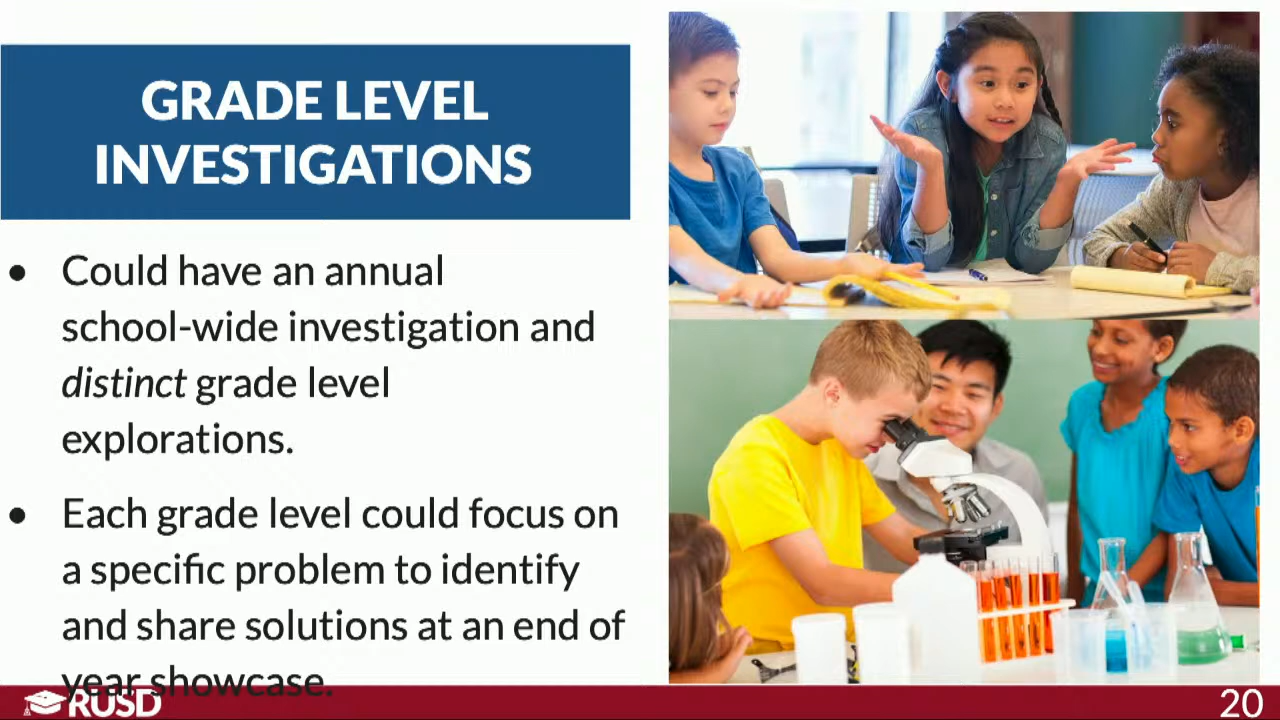 GRADE LEVEL
INVESTIGATIONS
● Could have an annual
school-wide investigation and
distinct grade level
explorations.
● Each grade level could focus on
a specific problem to identify
and share solutions at an end of
year showcase.
RUSD
20